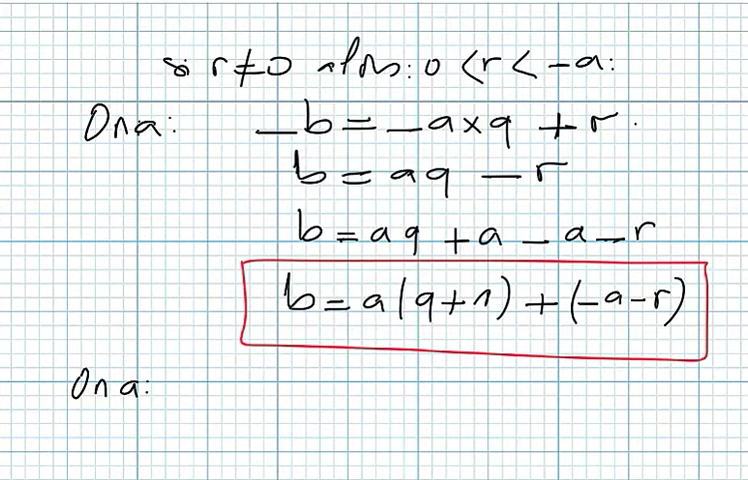 si r≠0 alors: 0 < r < -a:
On a: -b = -a×q + r.
b = aq - r
b = aq + a - a - r
b = a(q+1) + (-a-r)
On a: